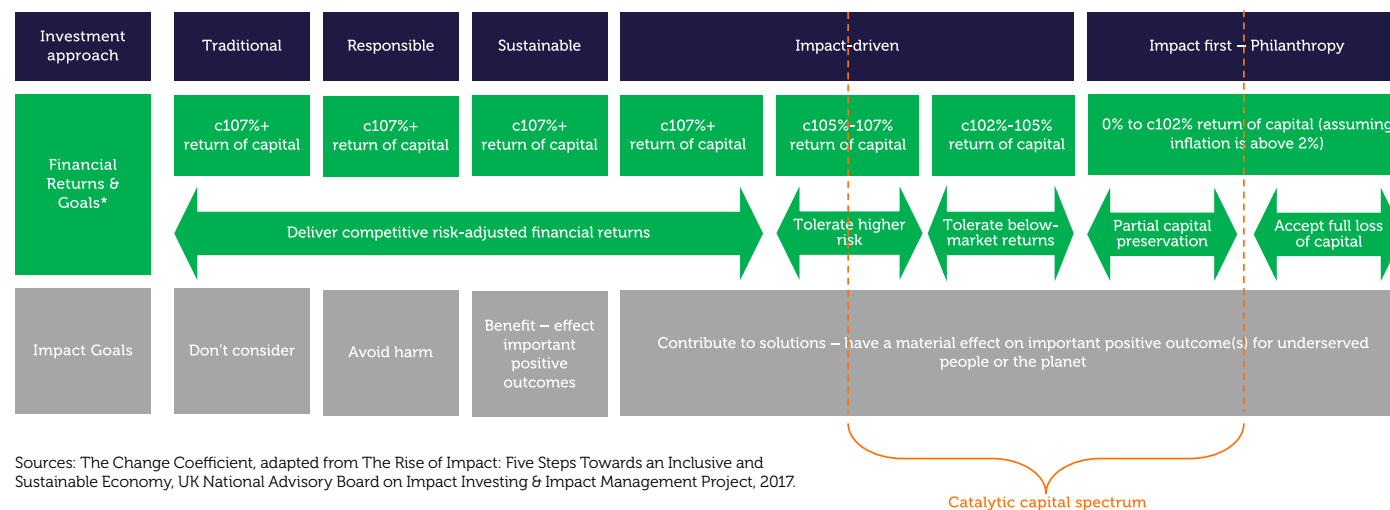 Investment
approach
Traditional
Responsible
Sustainable
Impact-driven
Impact first – Philanthropy
Financial
Returns &
Goals*
c107%+
return of capital
c107%+
return of capital
c107%+
return of capital
c107%+
return of capital
c105%-107%
return of capital
c102%-105%
return of capital
0% to c102% return of capital (assuming
inflation is above 2%)
Deliver competitive risk-adjusted financial returns
Tolerate higher
risk
Tolerate below-
market returns
Partial capital
preservation
Accept full loss
of capital
Impact Goals
Don't consider
Avoid harm
Benefit – effect
important
positive
outcomes
Contribute to solutions – have a material effect on important positive outcome(s) for underserved
people or the planet
Sources: The Change Coefficient, adapted from The Rise of Impact: Five Steps Towards an Inclusive and
Sustainable Economy, UK National Advisory Board on Impact Investing & Impact Management Project, 2017.
Catalytic capital spectrum